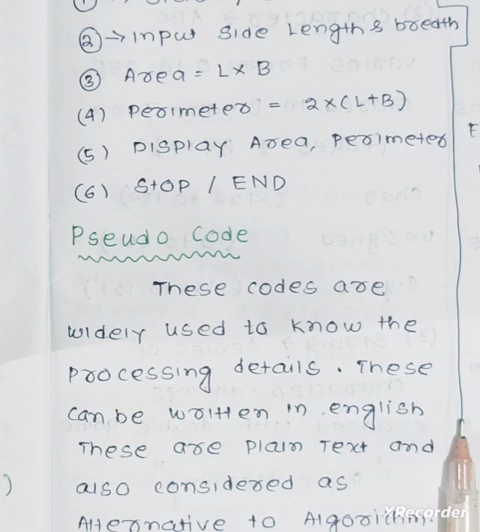 ② → Input Side Length & breath
③ Area = L x B
(4) Perimeter = 2x(L+B)
(5) Display Area, Perimeter
(6) Stop / END
Pseudo Code
These codes are
widely used to know the
processing details. These
can be written in english
These are Plain Text and
also considered as
Alternative to Algorithm
XRecorder